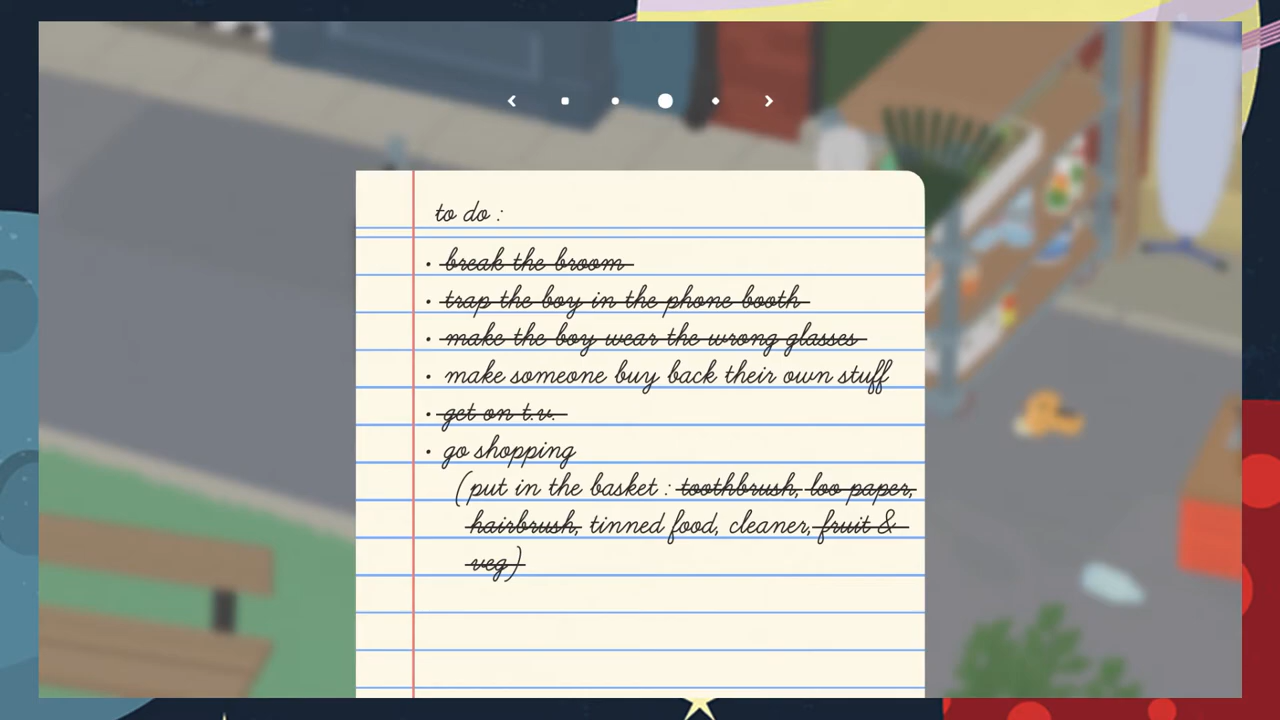 to do :
• break the broom
• trap the boy in the phone booth
• make the boy wear the wrong glasses
• make someone buy back their own stuff
• get on t.v.
• go shopping
(put in the basket : toothbrush, loo paper,
hairbrush, tinned food, cleaner, fruit &
veg)